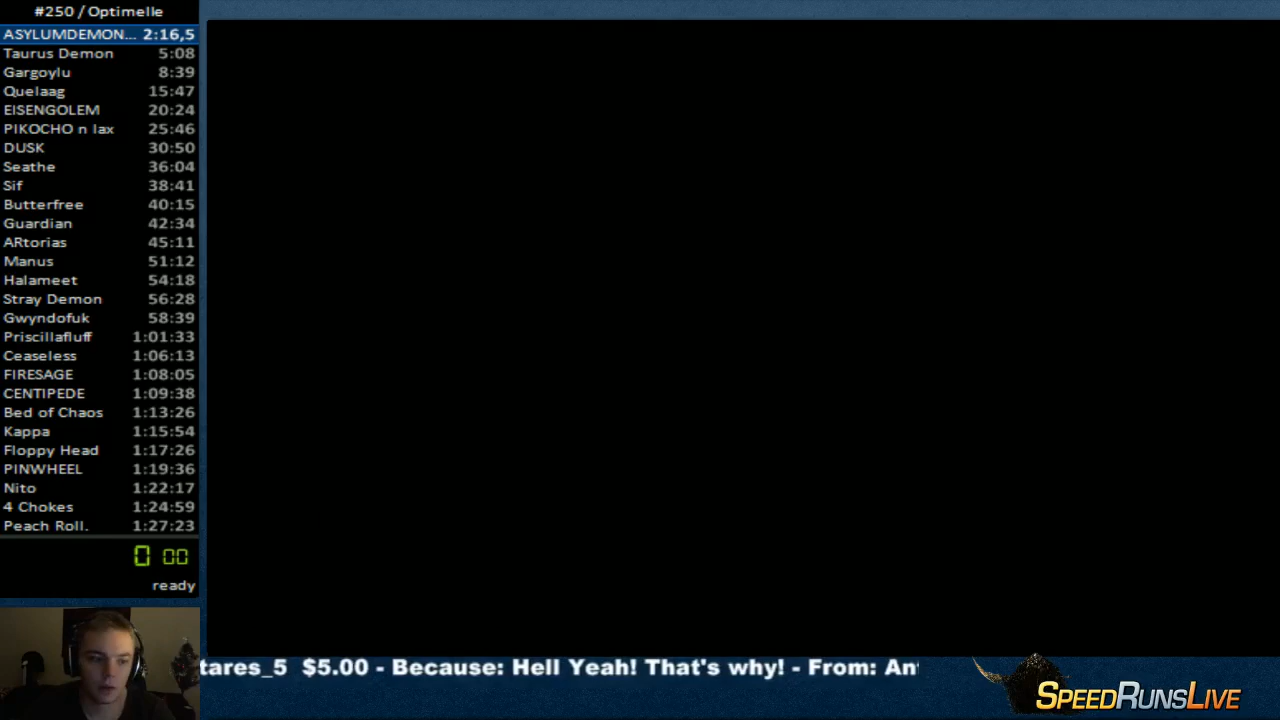 #250 / Optimelle
ASYLUMDEMON... 2:16,5
Taurus Demon 5:08
Gargoylu 8:39
Quelaag 15:47
EISENGOLEM 20:24
PIKOCHO n lax 25:46
DUSK 30:50
Seathe 36:04
Sif 38:41
Butterfree 40:15
Guardian 42:34
ARtorias 45:11
Manus 51:12
Halameet 54:18
Stray Demon 56:28
Gwyndofuk 58:39
Priscillafluff 1:01:33
Ceaseless 1:06:13
FIRESAGE 1:08:05
CENTIPEDE 1:09:38
Bed of Chaos 1:13:26
Kappa 1:15:54
Floppy Head 1:17:26
PINWHEEL 1:19:36
Nito 1:22:17
4 Chokes 1:24:59
Peach Roll. 1:27:23
0 00
ready
tares_5 $5.00 - Because: Hell Yeah! That's why! - From: An
SPEEDRUNSLIVE